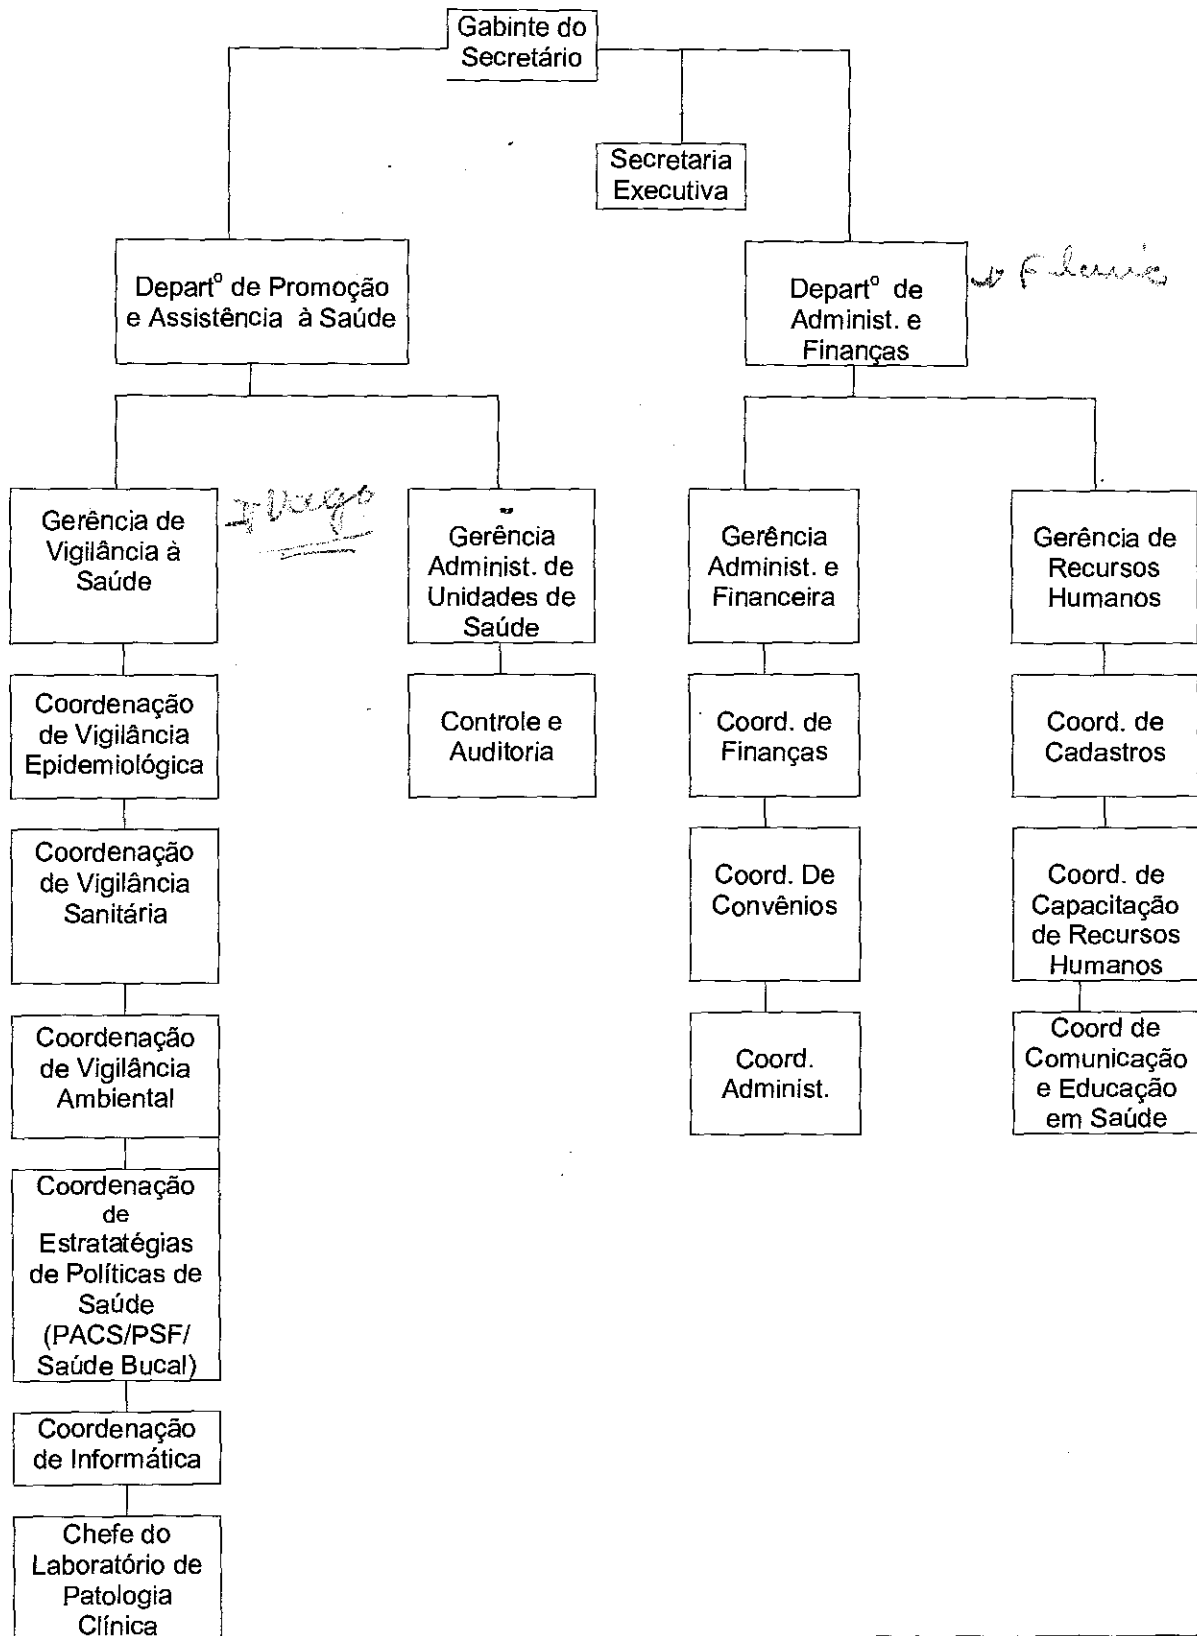 Gabinte do
Secretário
Secretaria
Executiva
Departº de Promoção
e Assistência à Saúde
Departº de
Administ. e
Finanças
Gerência de
Vigilância à
Saúde
Gerência
Administ. de
Unidades de
Saúde
Gerência
Administ. e
Financeira
Gerência de
Recursos
Humanos
Coordenação
de Vigilância
Epidemiológica
Controle e
Auditoria
Coord. de
Finanças
Coord. de
Cadastros
Coordenação
de Vigilância
Sanitária
Coord. De
Convênios
Coord. de
Capacitação
de Recursos
Humanos
Coordenação
de Vigilância
Ambiental
Coord.
Administ.
Coord de
Comunicação
e Educação
em Saúde
Coordenação
de
Estratatégias
de Políticas de
Saúde
(PACS/PSF/
Saúde Bucal)
Coordenação
de Informática
Chefe do
Laboratório de
Patologia
Clínica